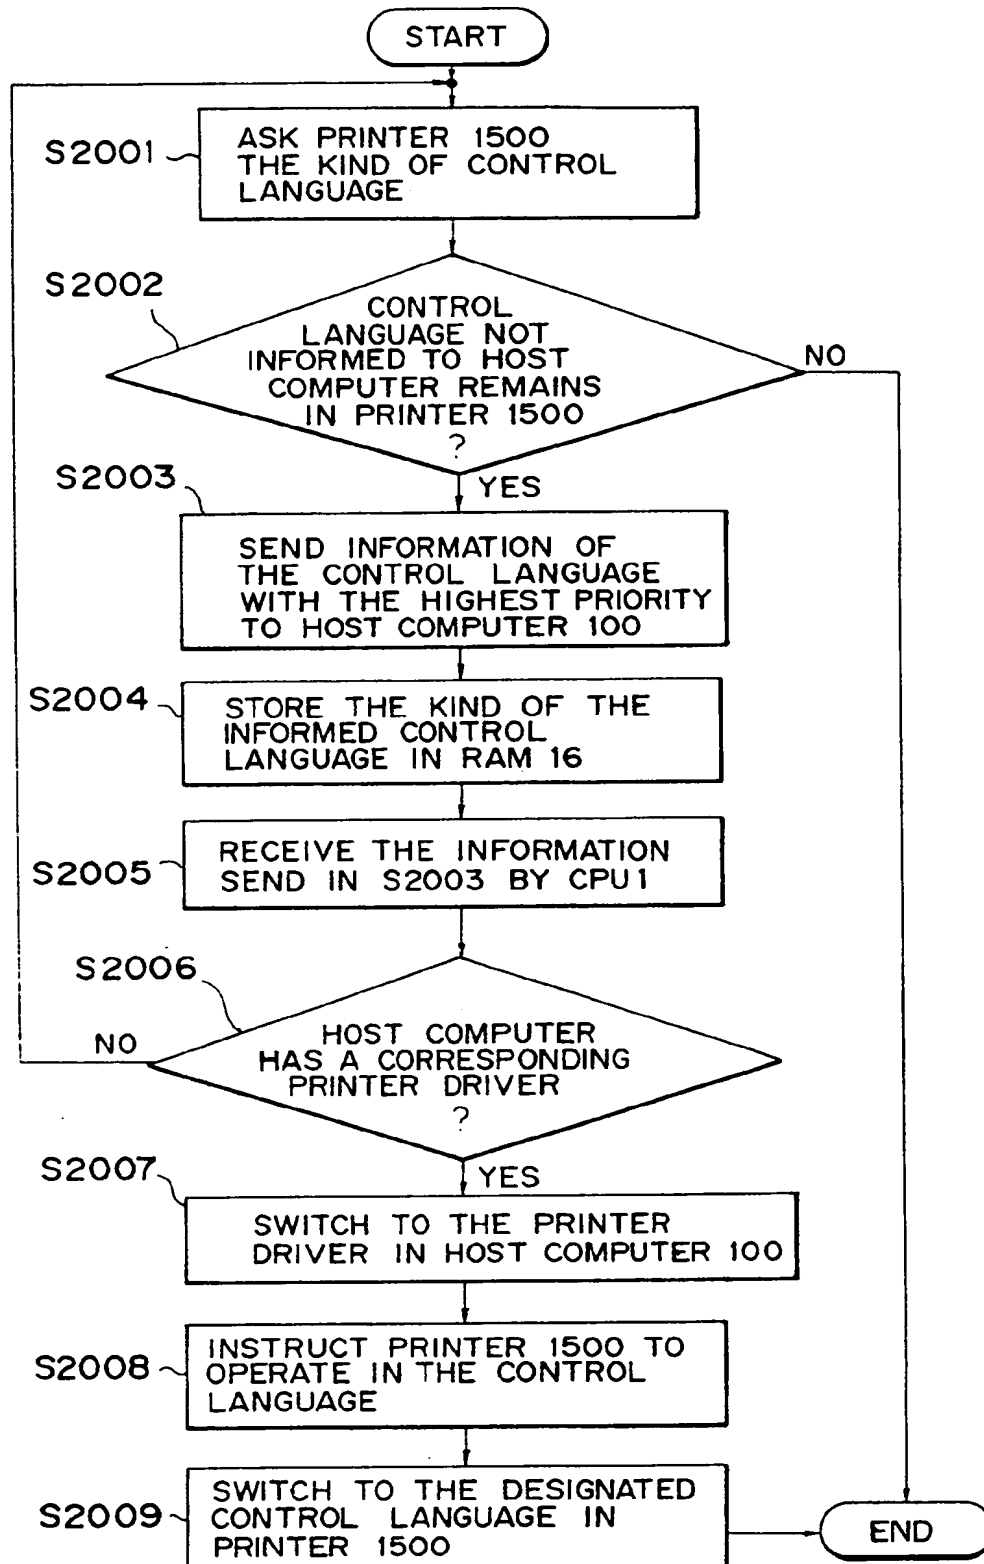 START
S2001
ASK PRINTER 1500
THE KIND OF CONTROL
LANGUAGE
S2002
CONTROL
LANGUAGE NOT
INFORMED TO HOST
COMPUTER REMAINS
IN PRINTER 1500
?
NO
YES
S2003
SEND INFORMATION OF
THE CONTROL LANGUAGE
WITH THE HIGHEST PRIORITY
TO HOST COMPUTER 100
S2004
STORE THE KIND OF THE
INFORMED CONTROL
LANGUAGE IN RAM 16
S2005
RECEIVE THE INFORMATION
SEND IN S2003 BY CPU1
S2006
NO
HOST COMPUTER
HAS A CORRESPONDING
PRINTER DRIVER
?
YES
S2007
SWITCH TO THE PRINTER
DRIVER IN HOST COMPUTER 100
S2008
INSTRUCT PRINTER 1500 TO
OPERATE IN THE CONTROL
LANGUAGE
S2009
SWITCH TO THE DESIGNATED
CONTROL LANGUAGE IN
PRINTER 1500
END